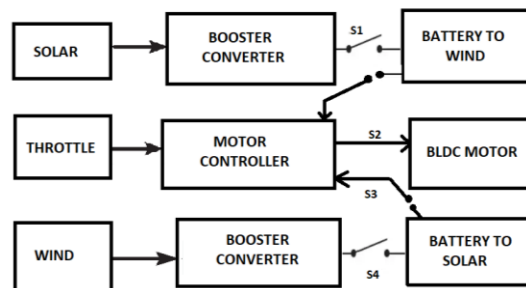 SOLAR
BOOSTER
CONVERTER
S1
BATTERY TO
WIND
THROTTLE
MOTOR
CONTROLLER
S2
BLDC MOTOR
S3
WIND
BOOSTER
CONVERTER
S4
BATTERY TO
SOLAR